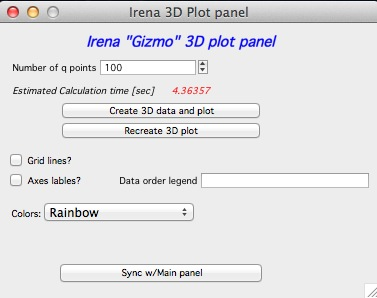 Irena 3D Plot panel
Irena "Gizmo" 3D plot panel
Number of q points 100
Estimated Calculation time [sec] 4.36357
Create 3D data and plot
Recreate 3D plot
Grid lines?
Axes lables? Data order legend
Colors: Rainbow
Sync w/Main panel